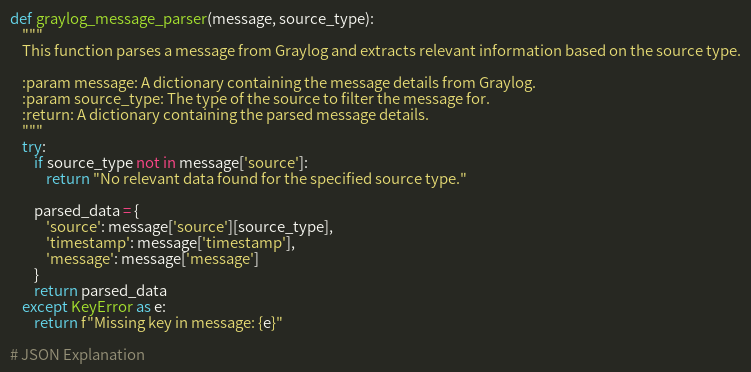 def graylog_message_parser(message, source_type):
    """
    This function parses a message from Graylog and extracts relevant information based on the source type.

    :param message: A dictionary containing the message details from Graylog.
    :param source_type: The type of the source to filter the message for.
    :return: A dictionary containing the parsed message details.
    """
    try:
        if source_type not in message['source']:
            return "No relevant data found for the specified source type."

        parsed_data = {
            'source': message['source'][source_type],
            'timestamp': message['timestamp'],
            'message': message['message']
        }
        return parsed_data
    except KeyError as e:
        return f"Missing key in message: {e}"

# JSON Explanation